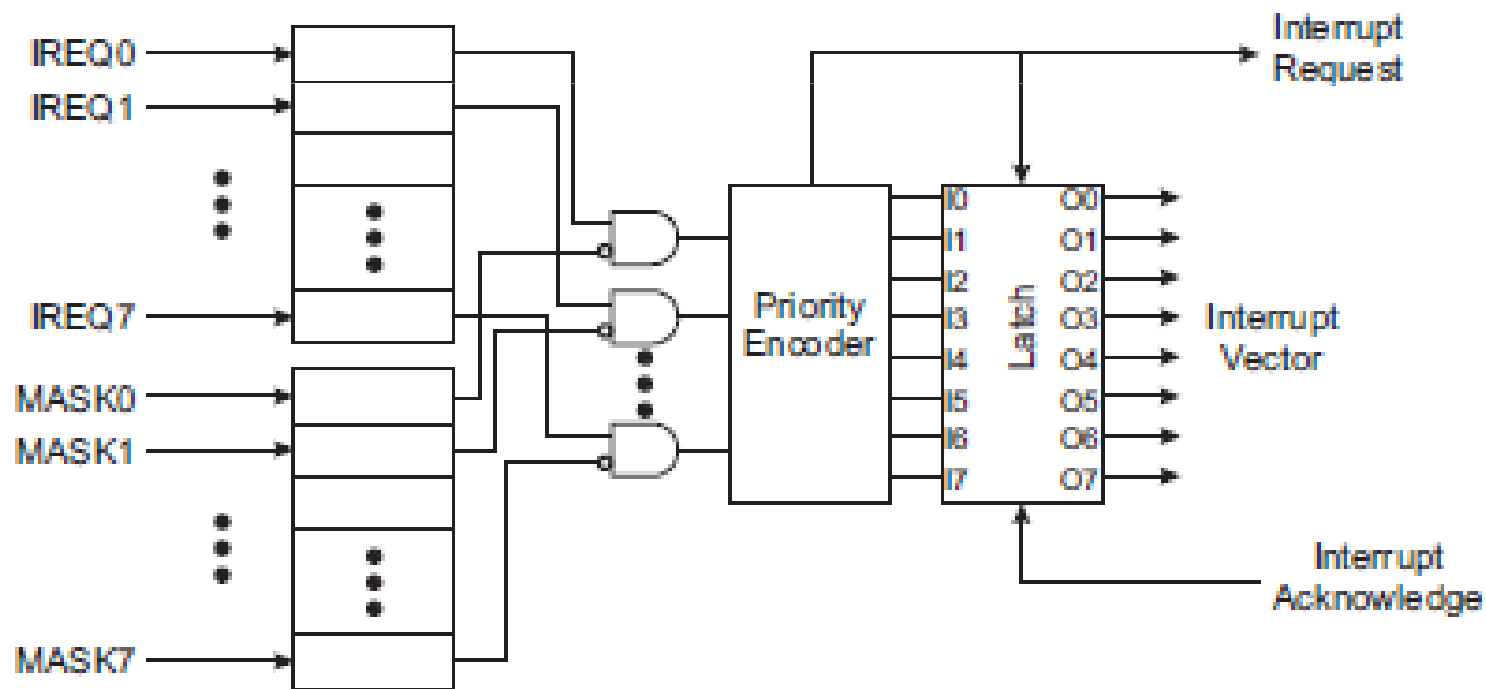 IREQ0
IREQ1
IREQ7
MASK0
MASK1
MASK7
Priority
Encoder
I0
I1
I2
I3
I4
I5
I6
I7
Latch
O0
O1
O2
O3
O4
O5
O6
O7
Interrupt
Request
Interrupt
Vector
Interrupt
Acknowledge